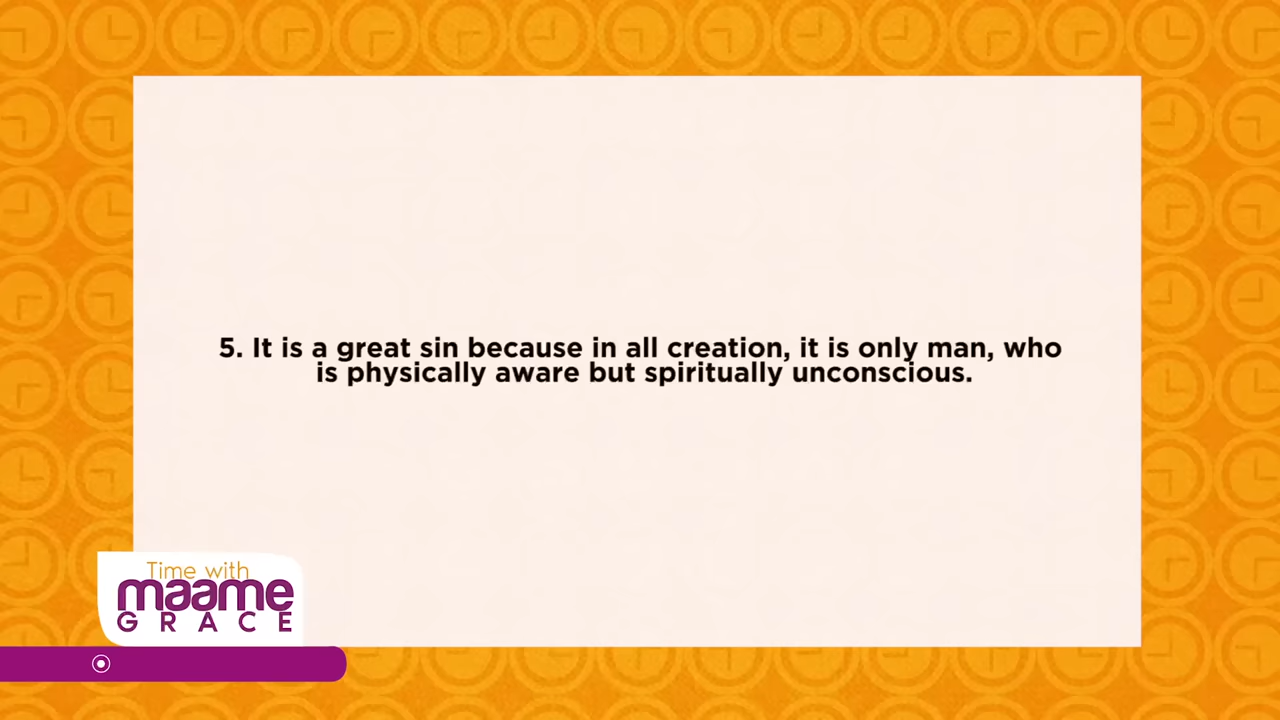 5. It is a great sin because in all creation, it is only man, who
is physically aware but spiritually unconscious.
Time with
maame
GRACE